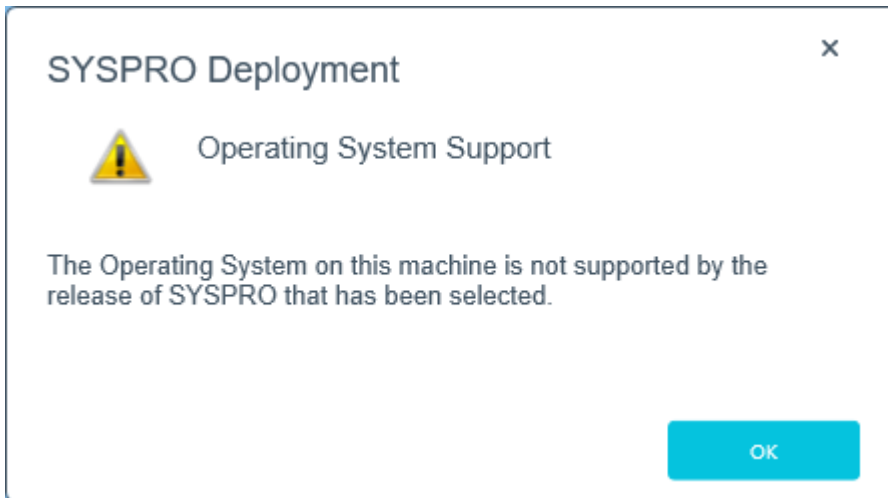 SYSPRO Deployment
Operating System Support
The Operating System on this machine is not supported by the
release of SYSPRO that has been selected.
OK